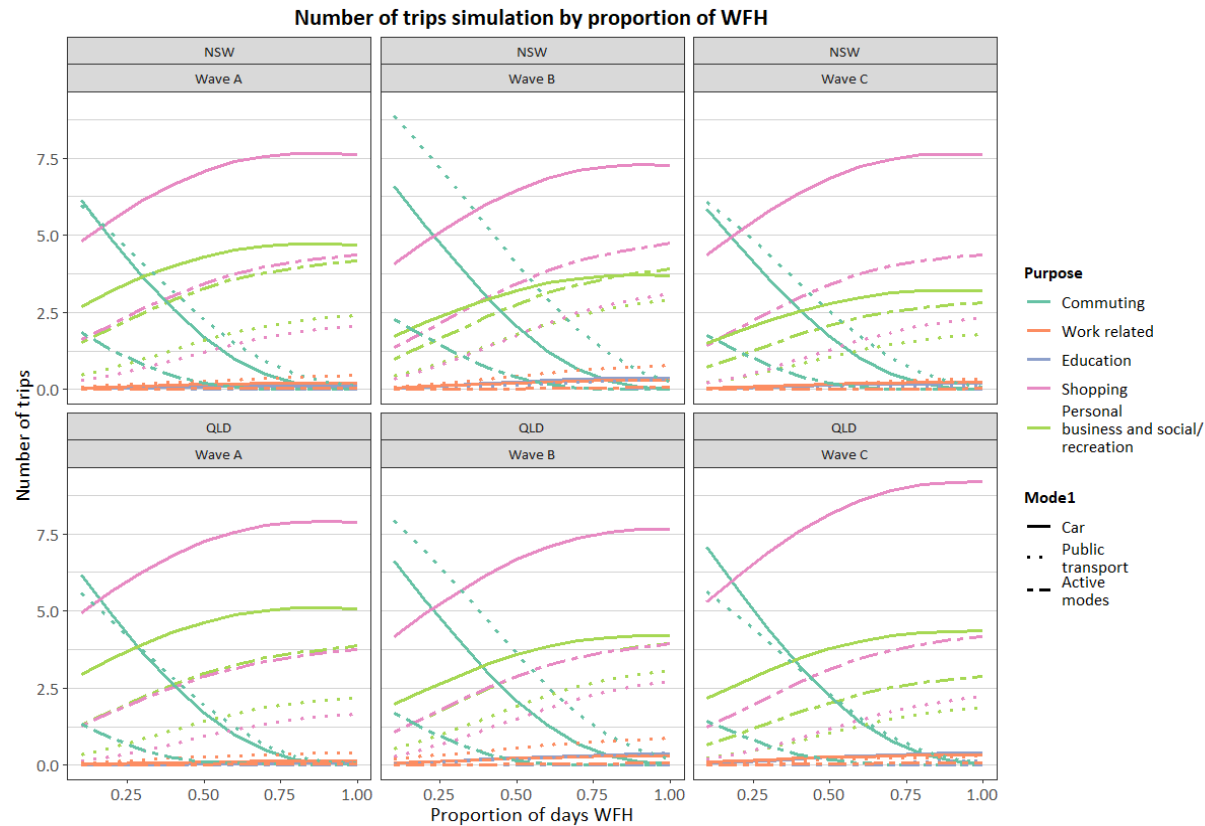 Number of trips simulation by proportion of WFH
NSW
NSW
NSW
Wave A
Wave B
Wave C
7.5
5.0
2.5
0.0
QLD
QLD
QLD
Wave A
Wave B
Wave C
7.5
5.0
2.5
0.0
0.25
0.50
0.75
1.00
0.25
0.50
0.75
1.00
0.25
0.50
0.75
1.00
Number of trips
Proportion of days WFH
Purpose
Commuting
Work related
Education
Shopping
Personal
business and social/
recreation
Mode1
Car
Public
transport
Active
modes